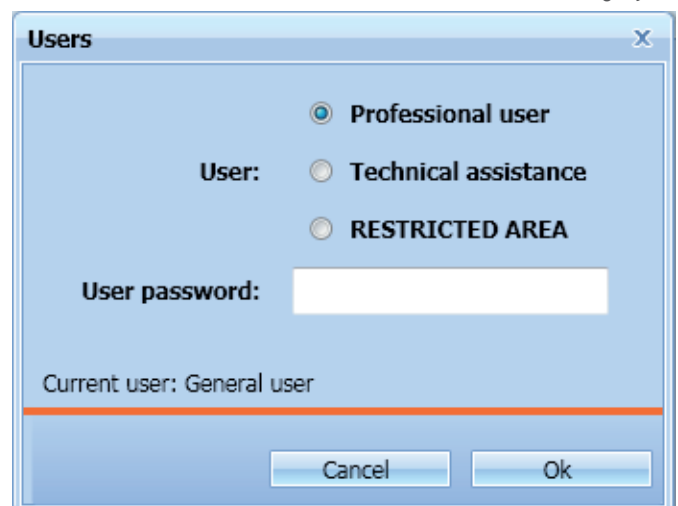 Users
Professional user
User:
Technical assistance
RESTRICTED AREA
User password:
Current user: General user
Cancel
Ok